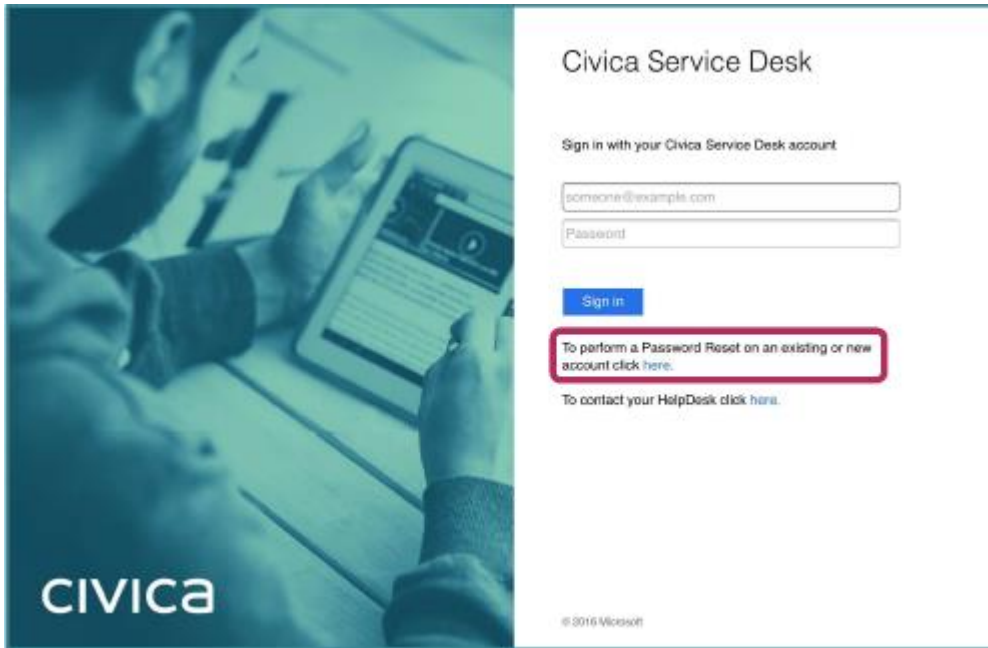 Civica Service Desk
Sign in with your Civica Service Desk account
someone@example.com
Password
Sign in
To perform a Password Reset on an existing or new
account click here.
To contact your HelpDesk click here.
CIVICA
© 2016 Microsoft